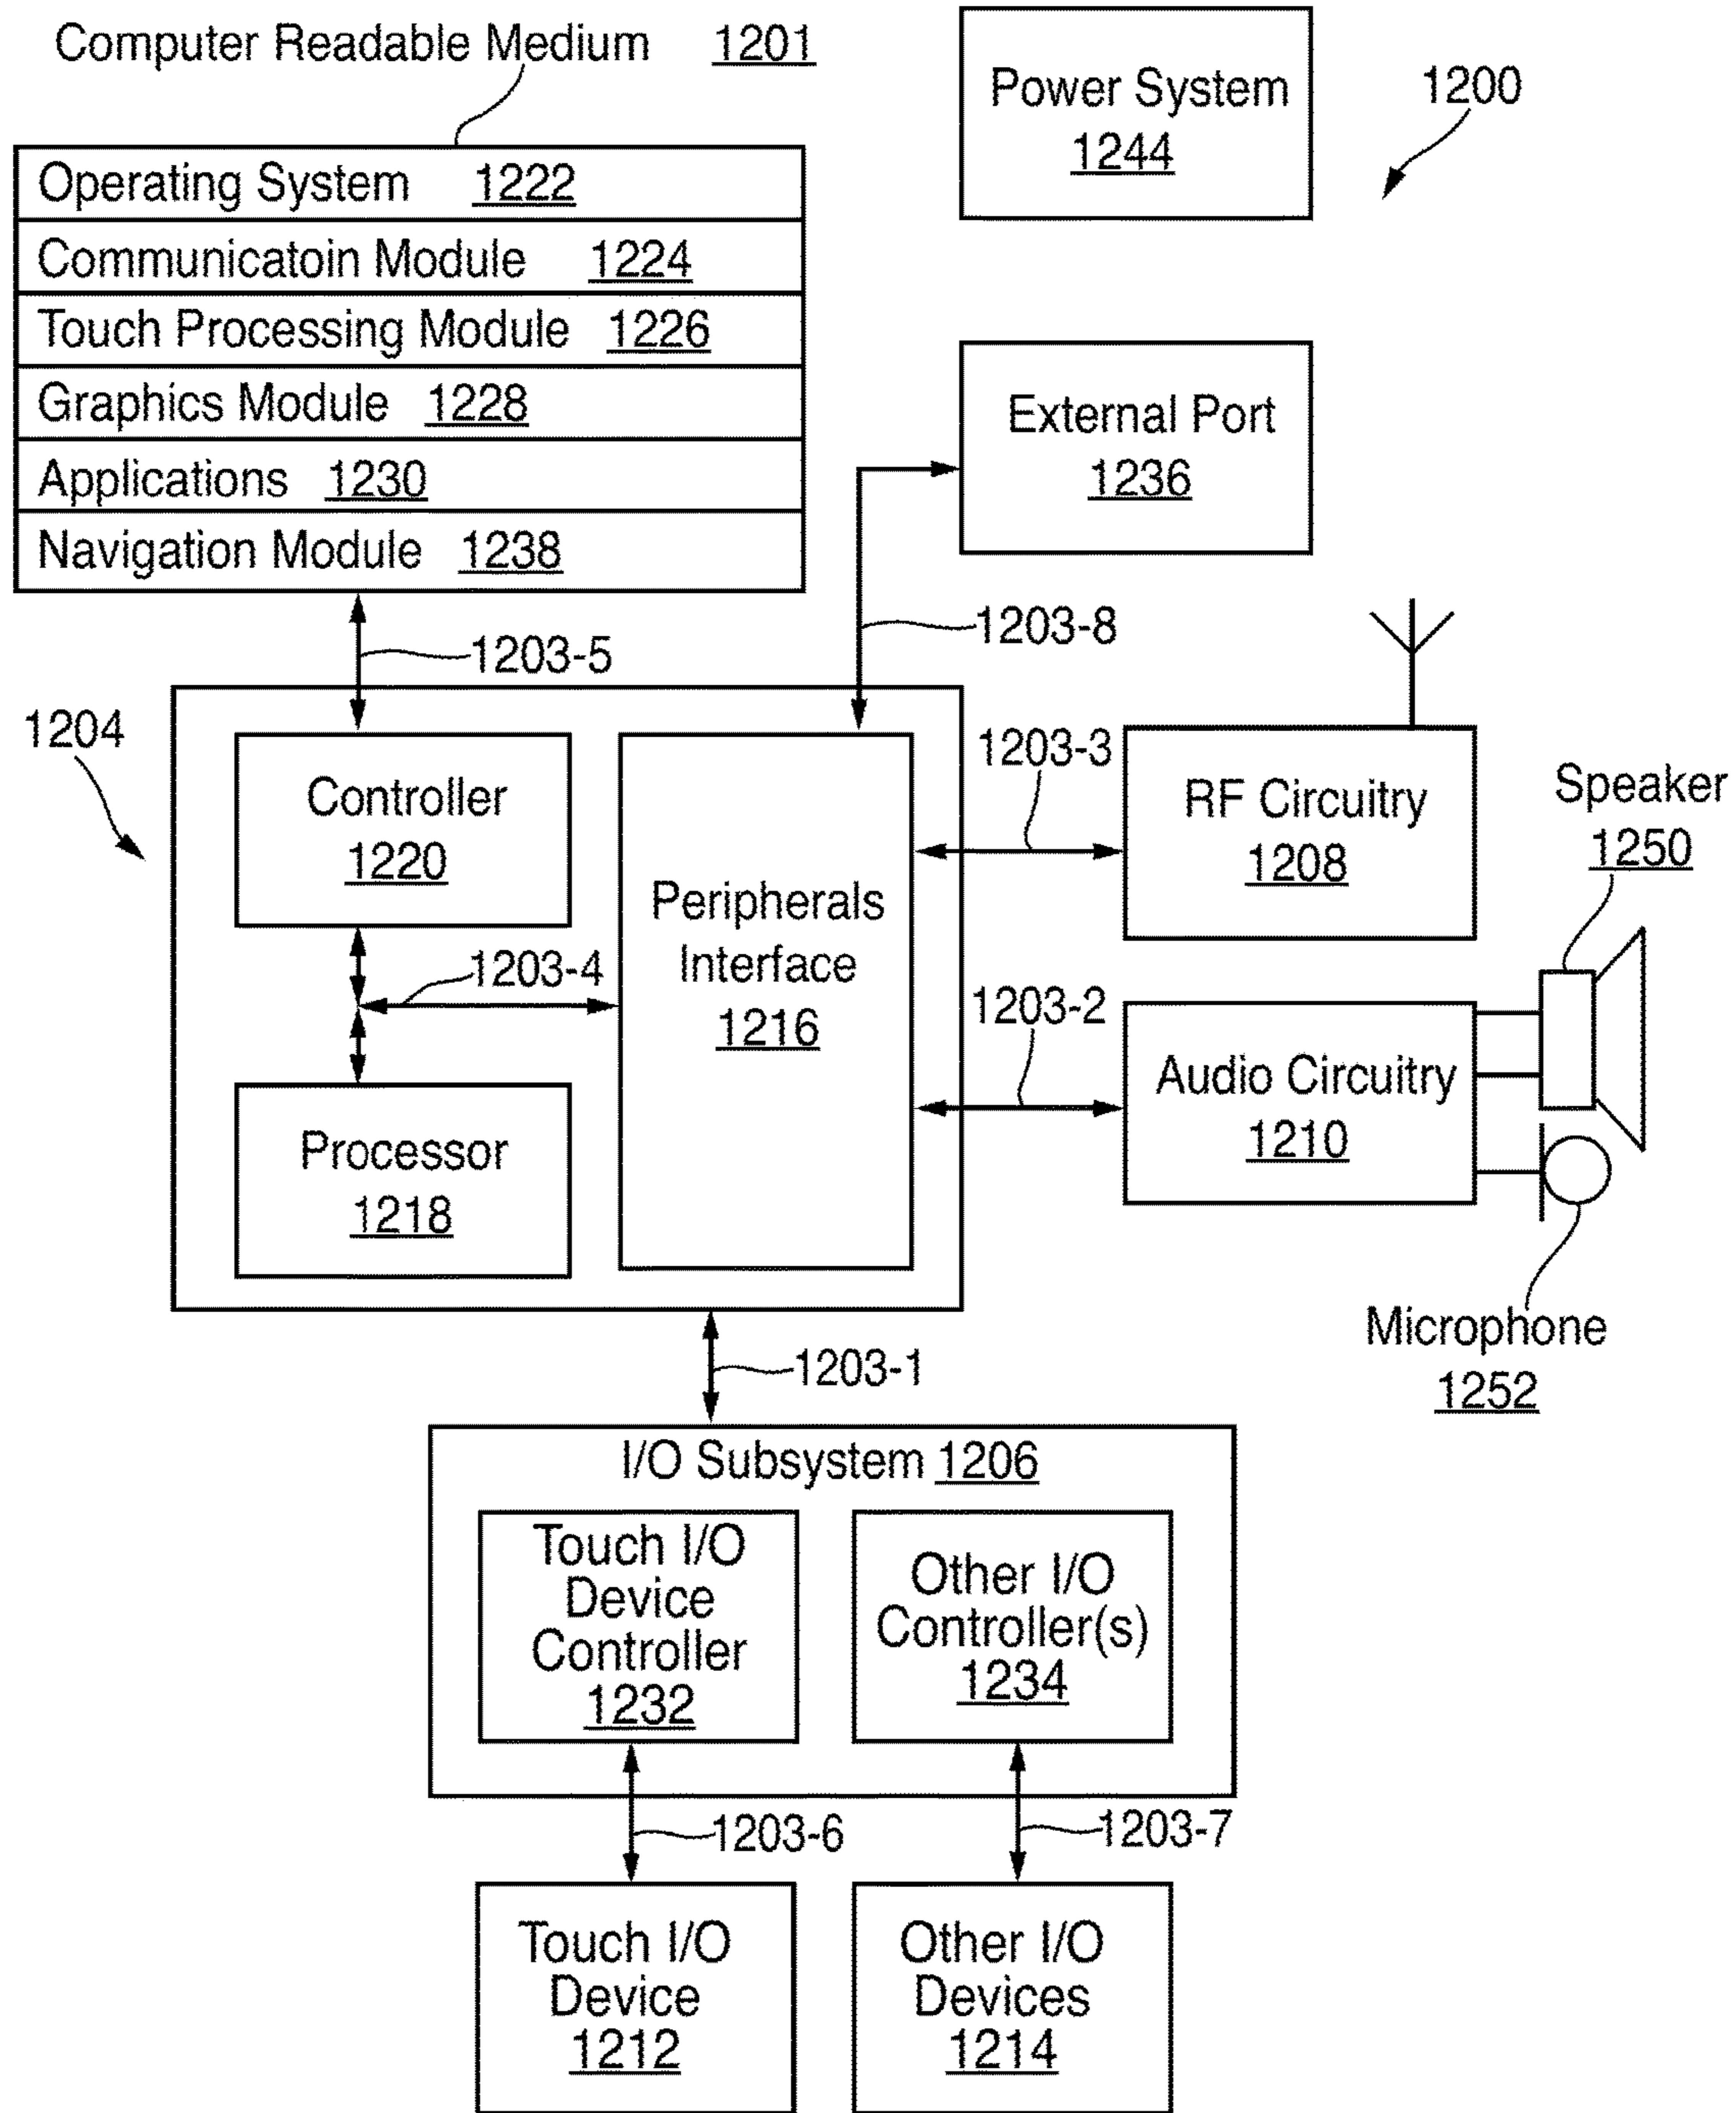 Computer Readable Medium 1201
Power System
1244
1200
Operating System 1222
Communicatoin Module 1224
Touch Processing Module 1226
Graphics Module 1228
Applications 1230
Navigation Module 1238
External Port
1236
1203-8
1203-5
1204
Controller
1220
Peripherals
Interface
1216
1203-4
Processor
1218
1203-3
RF Circuitry
1208
Speaker
1250
1203-2
Audio Circuitry
1210
Microphone
1252
1203-1
I/O Subsystem 1206
Touch I/O
Device
Controller
1232
Other I/O
Controller(s)
1234
1203-6
1203-7
Touch I/O
Device
1212
Other I/O
Devices
1214